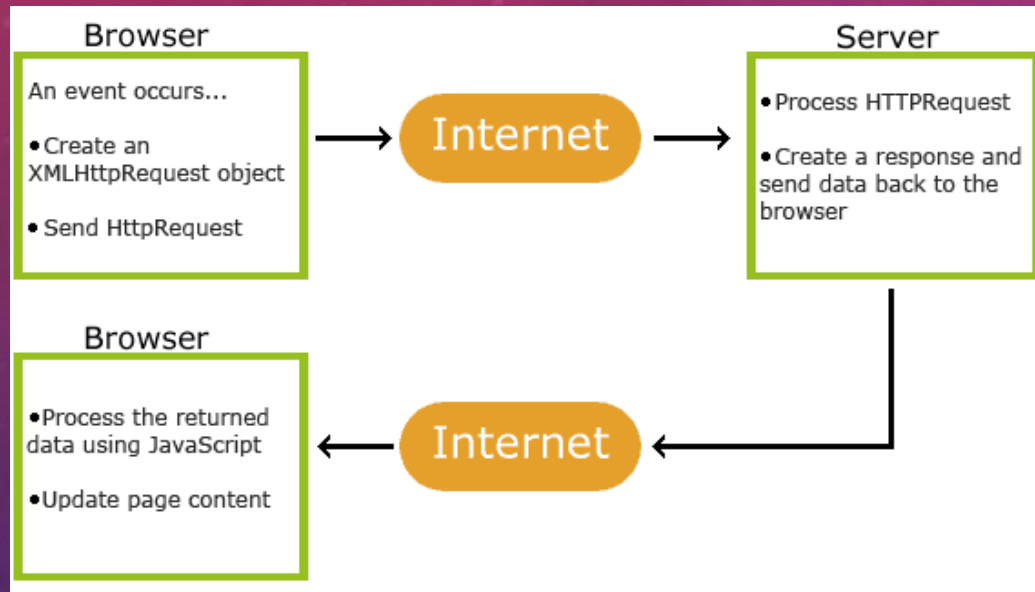 Browser
An event occurs...
•Create an
XMLHttpRequest object
• Send HttpRequest
Internet
Server
• Process HTTPRequest
• Create a response and
send data back to the
browser
Browser
•Process the returned
data using JavaScript
•Update page content
Internet